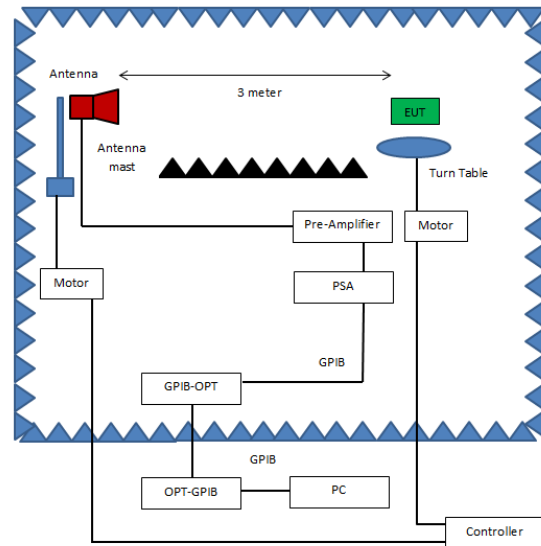 Antenna
3 meter
EUT
Antenna
mast
Turn Table
Pre-Amplifier
Motor
Motor
PSA
GPIB
GPIB-OPT
GPIB
OPT-GPIB
PC
Controller